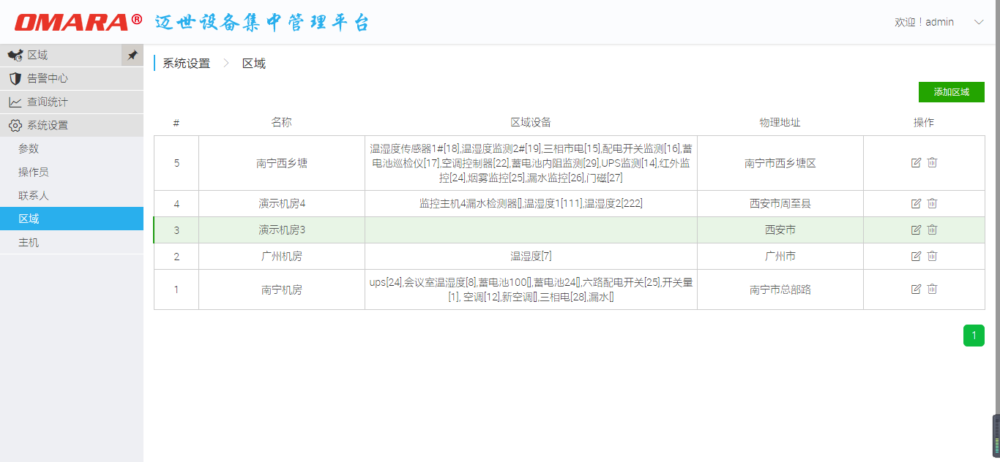 OMARA® 迈世设备集中管理平台
欢迎！admin
区域
告警中心
查询统计
系统设置
参数
操作员
联系人
区域
主机
系统设置 > 区域
添加区域
# 名称 区域设备 物理地址 操作
5 南宁西乡塘
温湿度传感器1#[18],温湿度监测2#[19],三相市电[15],配电开关监测[16],蓄
电池巡检仪[17],空调控制器[22],蓄电池内阻监测[29],UPS监测[14],红外监
控[24],烟雾监控[25],漏水监控[26],门磁[27]
南宁市西乡塘区
4 演示机房4 监控主机4漏水检测器[],温湿度1[111],温湿度2[222] 西安市周至县
3 演示机房3 西安市
2 广州机房 温湿度[7] 广州市
1 南宁机房
ups[24],会议室温湿度[8],蓄电池100[],蓄电池24[],六路配电开关[25],开关量
[1], 空调[12],新空调[],三相电[28],漏水[]
南宁市总部路
1